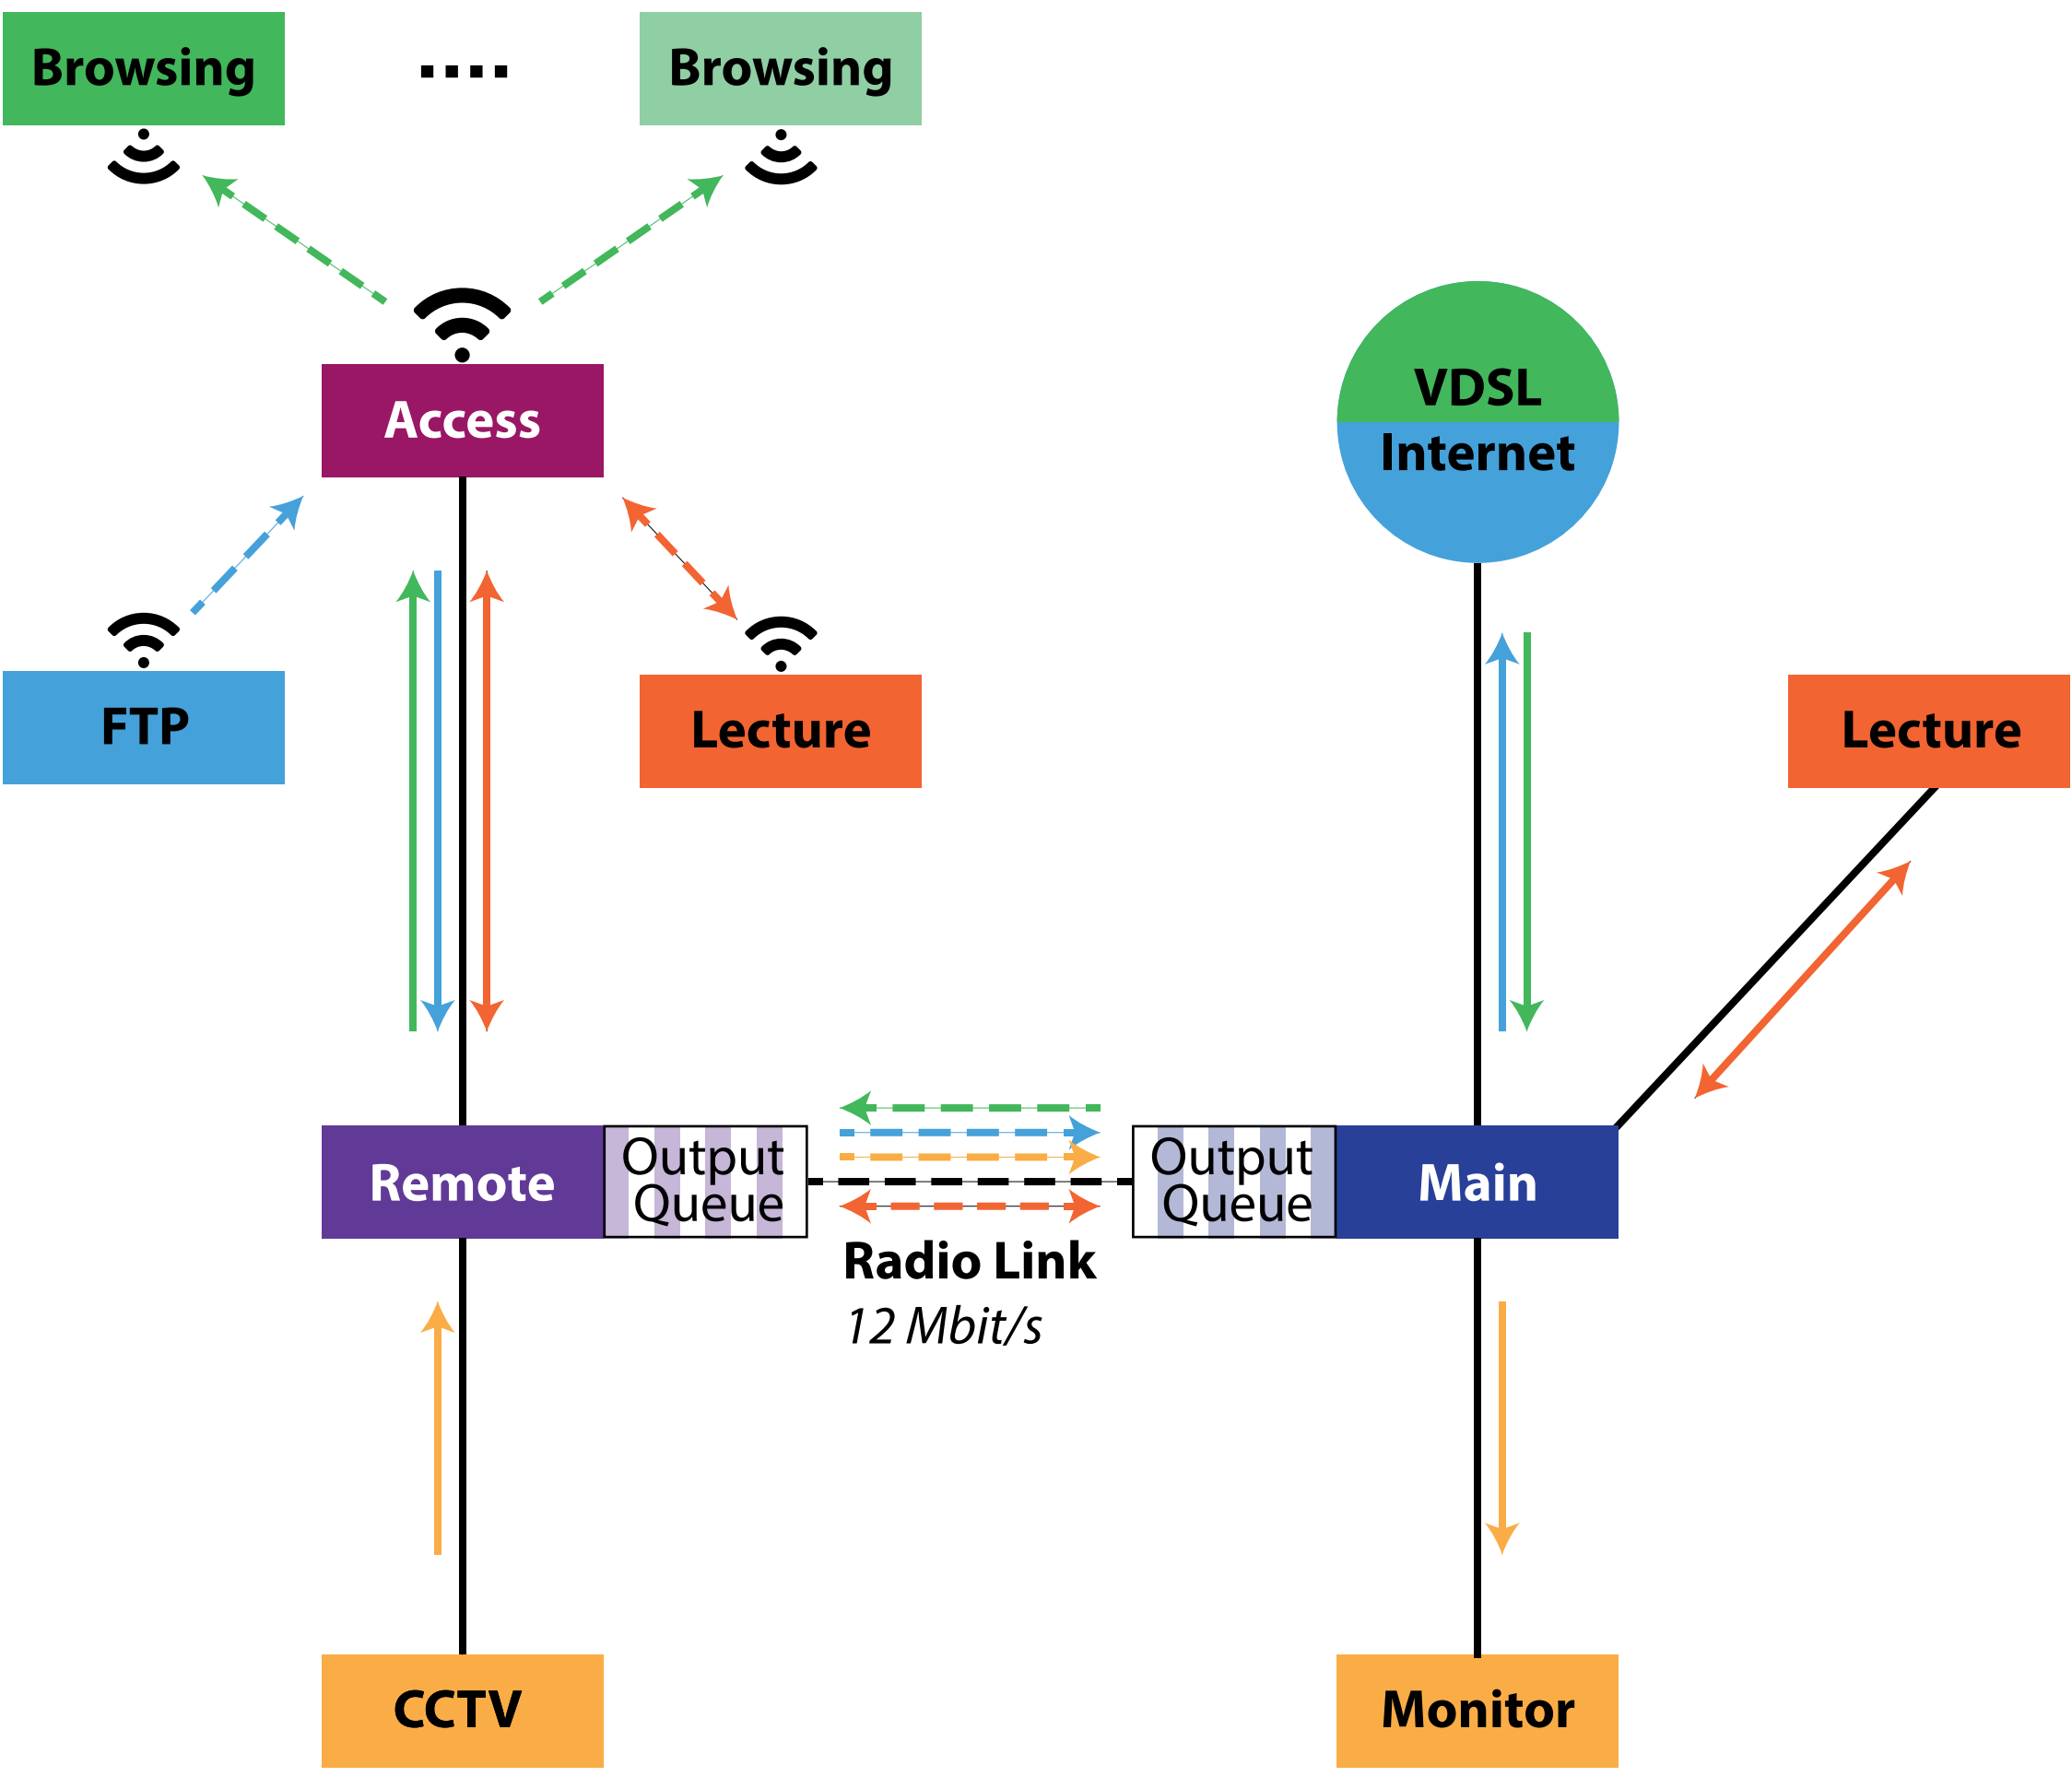 Browsing
Browsing
Access
VDSL
Internet
FTP
Lecture
Lecture
Remote
Output
Queue
Output
Queue
Main
Radio Link
12 Mbit/s
CCTV
Monitor